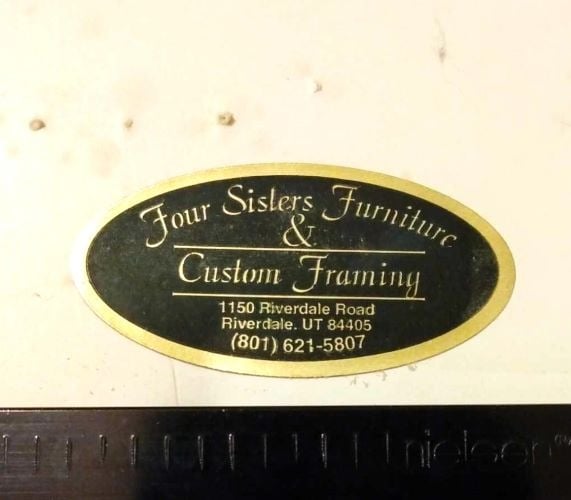 Four Sisters Furniture
&
Custom Framing
1150 Riverdale Road
Riverdale. UT 84405
(801) 621-5807
nielsen®